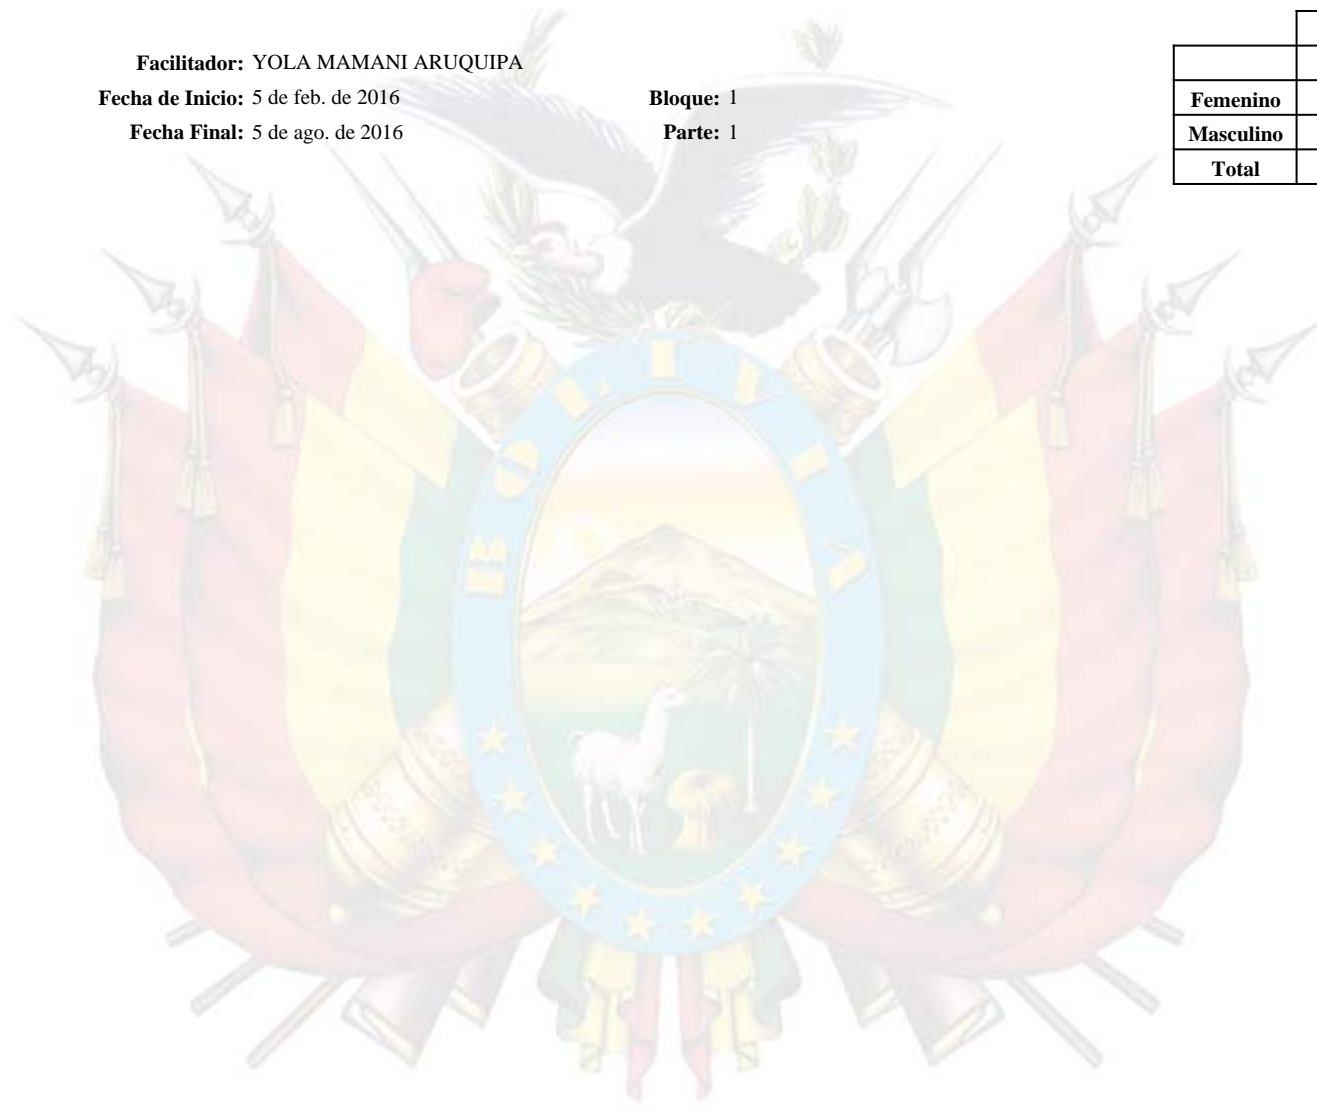 Facilitador: YOLA MAMANI ARUQUIPA
Fecha de Inicio: 5 de feb. de 2016 Bloque: 1
Fecha Final: 5 de ago. de 2016 Parte: 1
Femenino
Masculino
Total
BOLIVIA